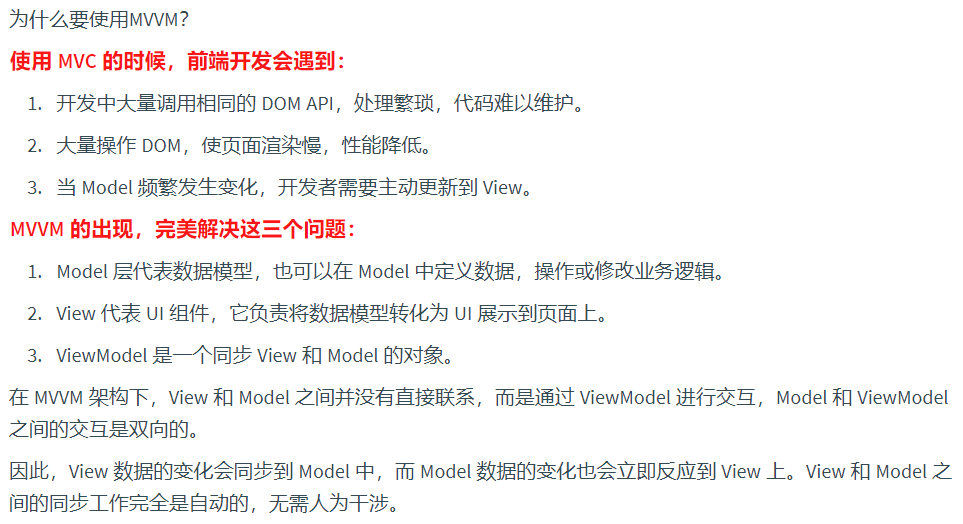 为什么要使用MVVM？
使用 MVC 的时候，前端开发会遇到：
1. 开发中大量调用相同的 DOM API，处理繁琐，代码难以维护。
2. 大量操作 DOM，使页面渲染慢，性能降低。
3. 当 Model 频繁发生变化，开发者需要主动更新到 View。
MVVM 的出现，完美解决这三个问题：
1. Model 层代表数据模型，也可以在 Model 中定义数据，操作或修改业务逻辑。
2. View 代表 UI 组件，它负责将数据模型转化为 UI 展示到页面上。
3. ViewModel 是一个同步 View 和 Model 的对象。
在 MVVM 架构下，View 和 Model 之间并没有直接联系，而是通过 ViewModel 进行交互，Model 和 ViewModel
之间的交互是双向的。
因此，View 数据的变化会同步到 Model 中，而 Model 数据的变化也会立即反应到 View 上。View 和 Model 之
间的同步工作完全是自动的，无需人为干涉。